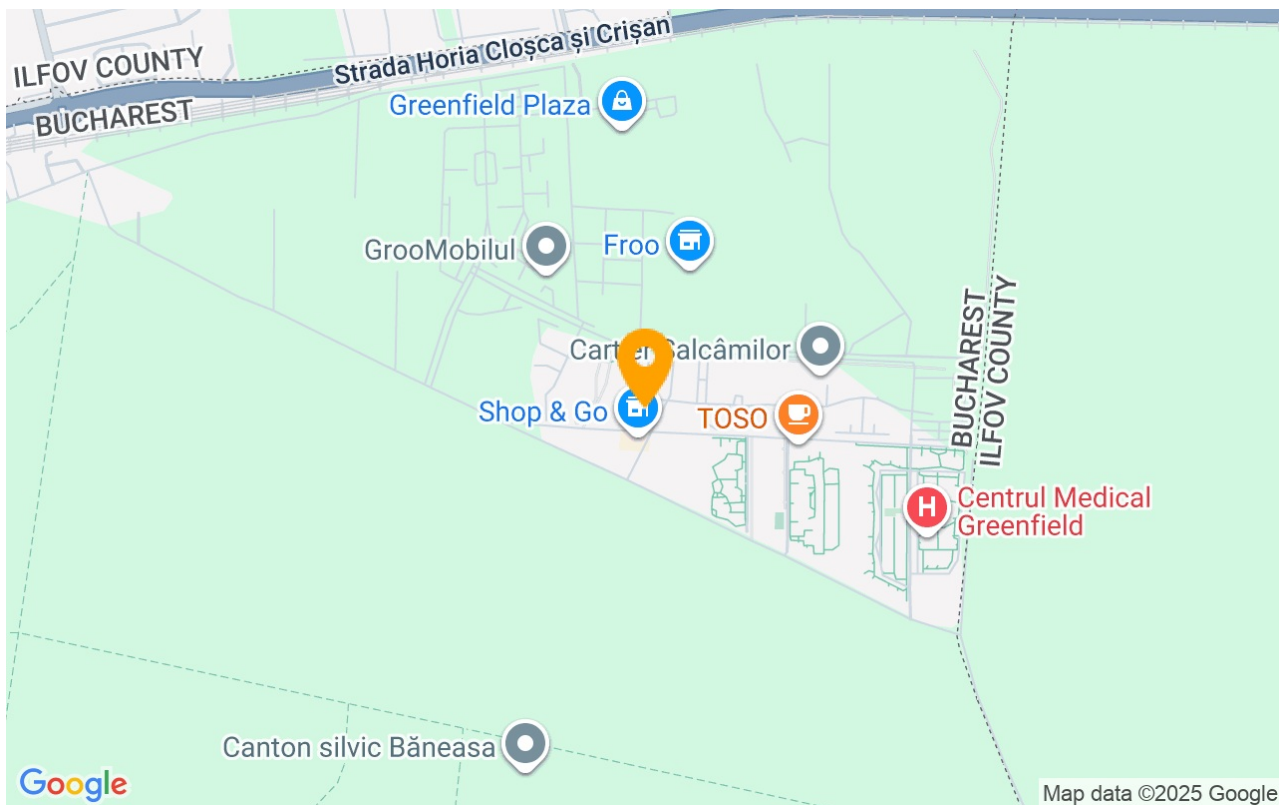 ILFOV COUNTY
BUCHAREST
Strada Horia Cloșca și Crișan
Greenfield Plaza
GrooMobilul
Froo
BUCHAREST
ILFOV COUNTY
Salcâmilor
Shop & Go
TOSO
H
Centrul Medical
Greenfield
Canton silvic Băneasa
Google
Map data ©2025 Google